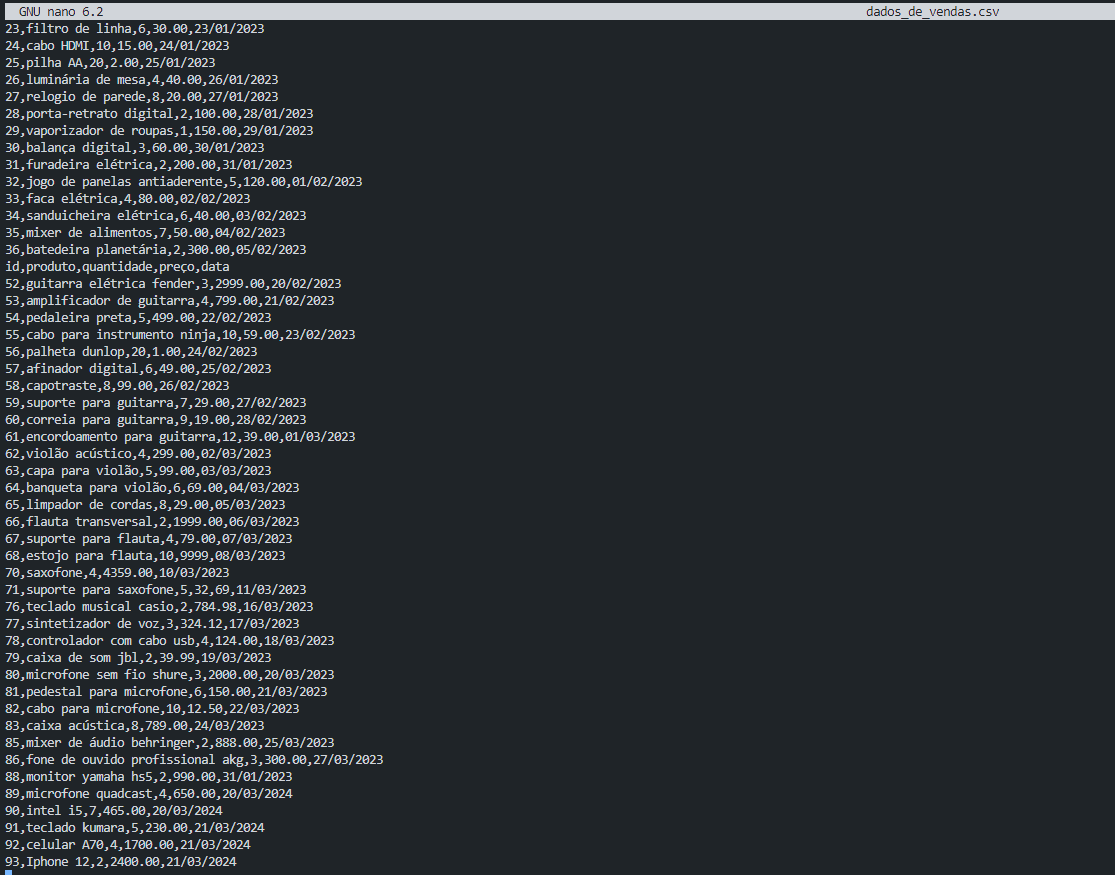 GNU nano 6.2 dados_de_vendas.csv
23,filtro de linha,6,30.00,23/01/2023
24,cabo HDMI,10,15.00,24/01/2023
25,pilha AA,20,2.00,25/01/2023
26,luminária de mesa,4,40.00,26/01/2023
27,relogio de parede,8,20.00,27/01/2023
28,porta-retrato digital,2,100.00,28/01/2023
29,vaporizador de roupas,1,150.00,29/01/2023
30,balança digital,3,60.00,30/01/2023
31,furadeira elétrica,2,200.00,31/01/2023
32,jogo de panelas antiaderente,5,120.00,01/02/2023
33,faca elétrica,4,80.00,02/02/2023
34,sanduicheira elétrica,6,40.00,03/02/2023
35,mixer de alimentos,7,50.00,04/02/2023
36,batedeira planetária,2,300.00,05/02/2023
id,produto,quantidade,preço,data
52,guitarra elétrica fender,3,2999.00,20/02/2023
53,amplificador de guitarra,4,799.00,21/02/2023
54,pedaleira preta,5,499.00,22/02/2023
55,cabo para instrumento ninja,10,59.00,23/02/2023
56,palheta dunlop,20,1.00,24/02/2023
57,afinador digital,6,49.00,25/02/2023
58,capotraste,8,99.00,26/02/2023
59,suporte para guitarra,7,29.00,27/02/2023
60,correia para guitarra,9,19.00,28/02/2023
61,encordoamento para guitarra,12,39.00,01/03/2023
62,violão acústico,4,299.00,02/03/2023
63,capa para violão,5,99.00,03/03/2023
64,banqueta para violão,6,69.00,04/03/2023
65,limpador de cordas,8,29.00,05/03/2023
66,flauta transversal,2,1999.00,06/03/2023
67,suporte para flauta,4,79.00,07/03/2023
68,estojo para flauta,10,9999,08/03/2023
70,saxofone,4,4359.00,10/03/2023
71,suporte para saxofone,5,32,69,11/03/2023
76,teclado musical casio,2,784.98,16/03/2023
77,sintetizador de voz,3,324.12,17/03/2023
78,controlador com cabo usb,4,124.00,18/03/2023
79,caixa de som jbl,2,39.99,19/03/2023
80,microfone sem fio shure,3,2000.00,20/03/2023
81,pedestal para microfone,6,150.00,21/03/2023
82,cabo para microfone,10,12.50,22/03/2023
83,caixa acústica,8,789.00,24/03/2023
85,mixer de áudio behringer,2,888.00,25/03/2023
86,fone de ouvido profissional akg,3,300.00,27/03/2023
88,monitor yamaha hs5,2,990.00,31/01/2023
89,microfone quadcast,4,650.00,20/03/2024
90,intel i5,7,465.00,20/03/2024
91,teclado kumara,5,230.00,21/03/2024
92,celular A70,4,1700.00,21/03/2024
93,Iphone 12,2,2400.00,21/03/2024